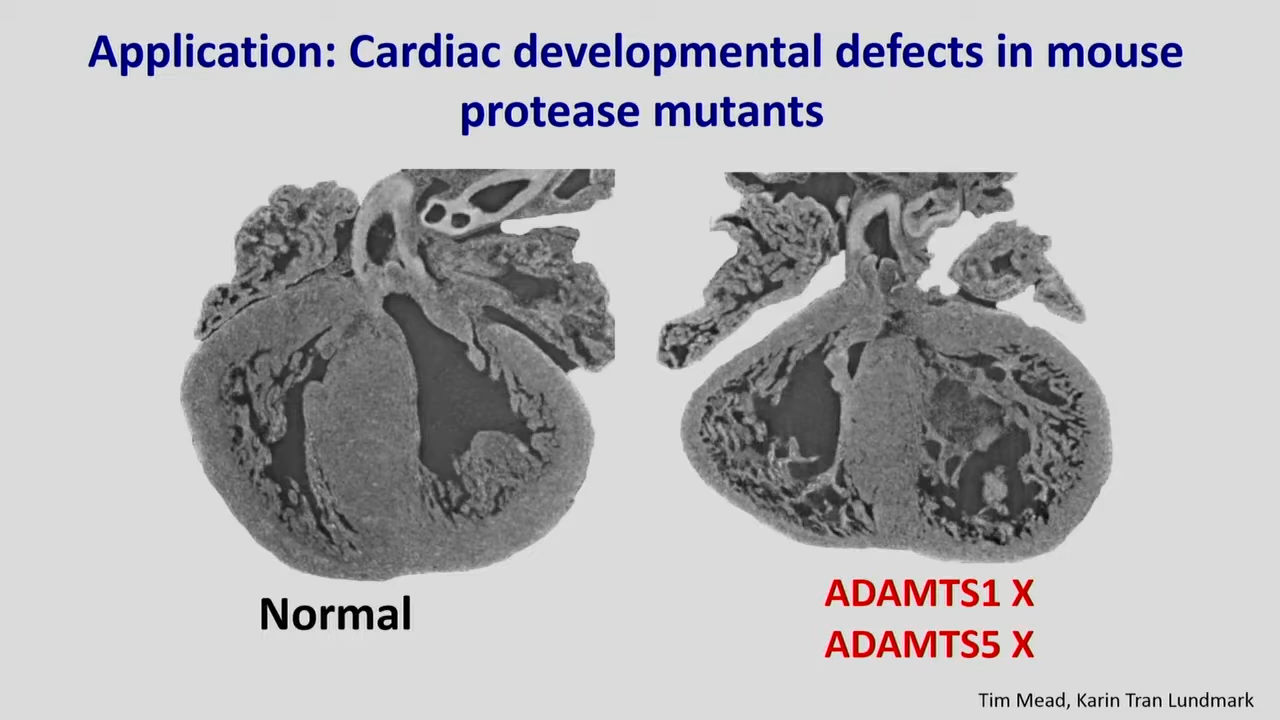 Application: Cardiac developmental defects in mouse
protease mutants
Normal
ADAMTS1 X
ADAMTS5 X
Tim Mead, Karin Tran Lundmark